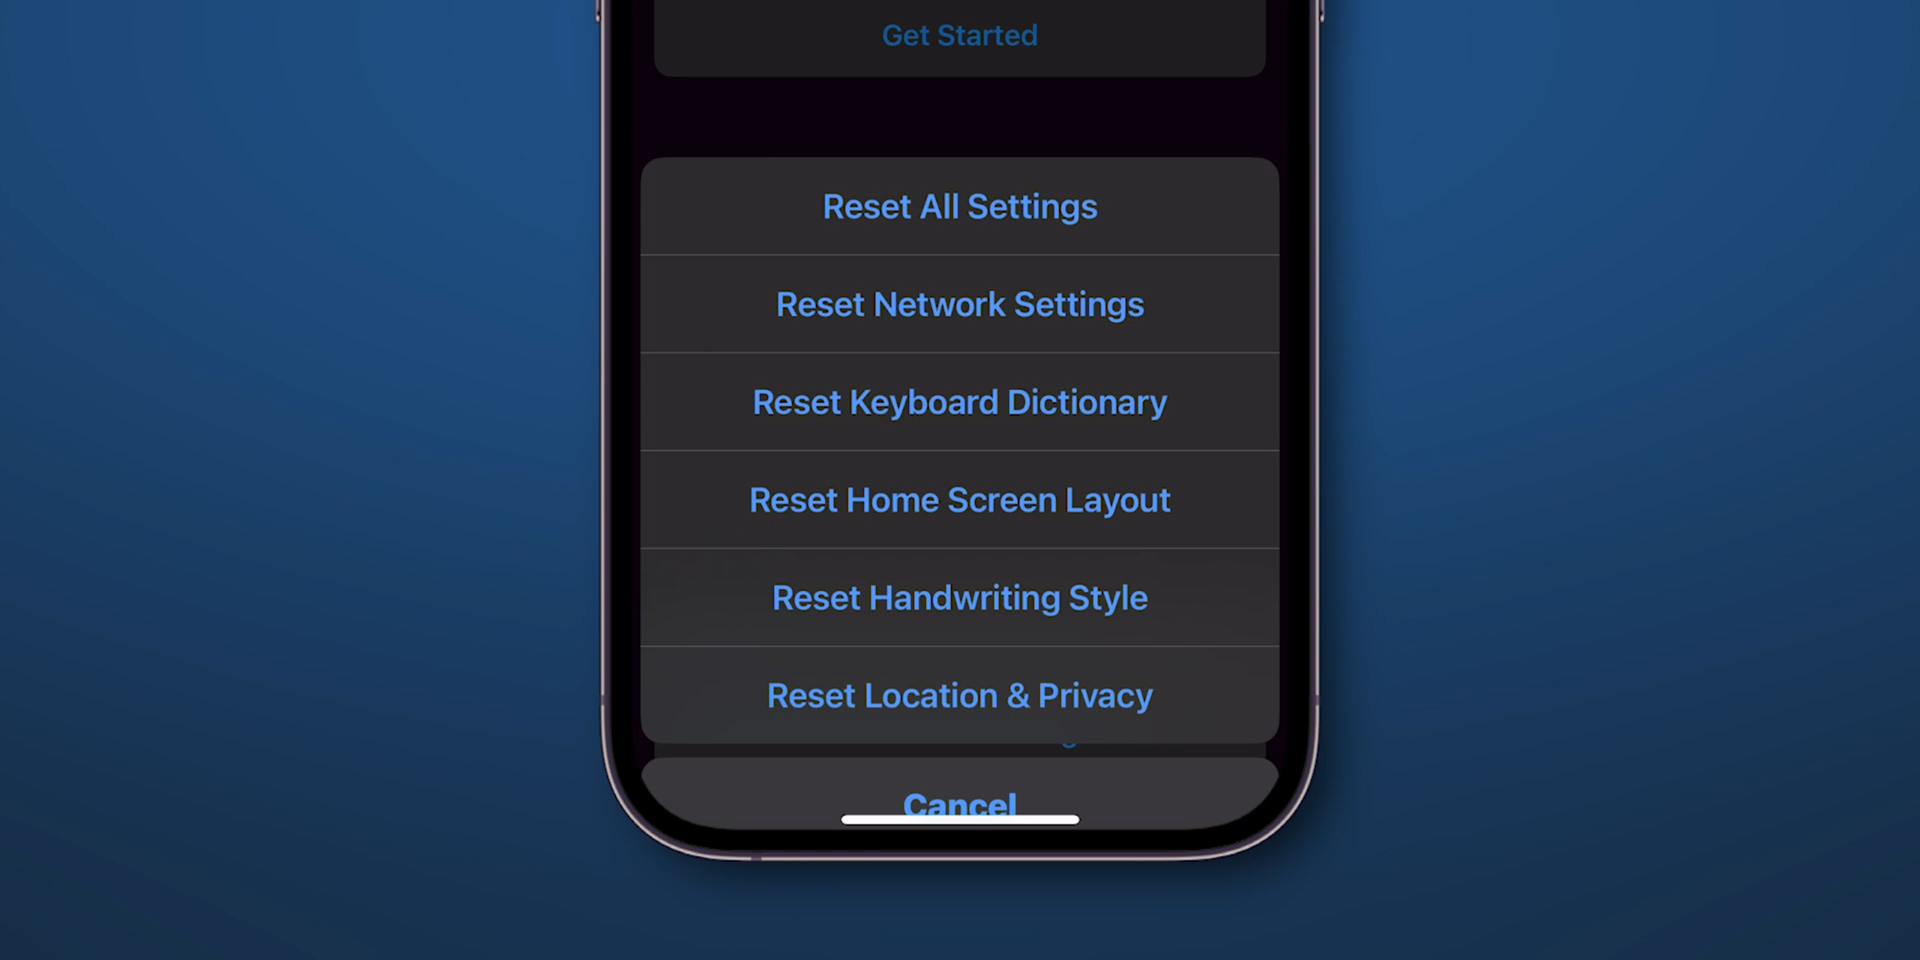 Get Started
Reset All Settings
Reset Network Settings
Reset Keyboard Dictionary
Reset Home Screen Layout
Reset Handwriting Style
Reset Location & Privacy
Cancel